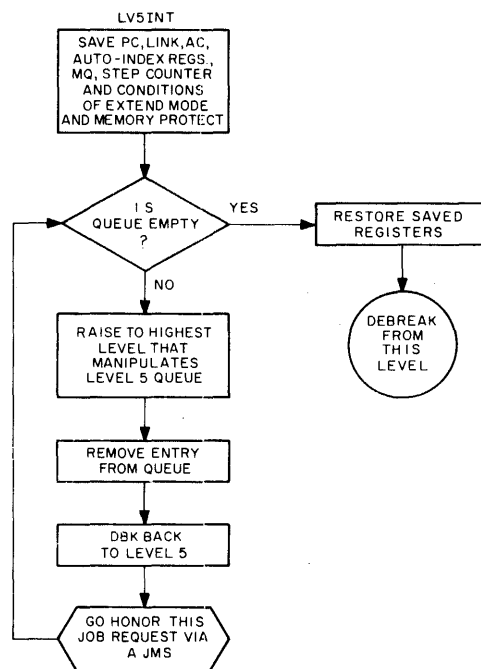 LV5INT
SAVE PC, LINK, AC,
AUTO-INDEX REGS.,
MQ, STEP COUNTER
AND CONDITIONS
OF EXTEND MODE
AND MEMORY PROTECT
IS
QUEUE EMPTY
?
YES
RESTORE SAVED
REGISTERS
DEBREAK
FROM
THIS
LEVEL
NO
RAISE TO HIGHEST
LEVEL THAT
MANIPULATES
LEVEL 5 QUEUE
REMOVE ENTRY
FROM QUEUE
DBK BACK
TO LEVEL 5
GO HONOR THIS
JOB REQUEST VIA
A JMS